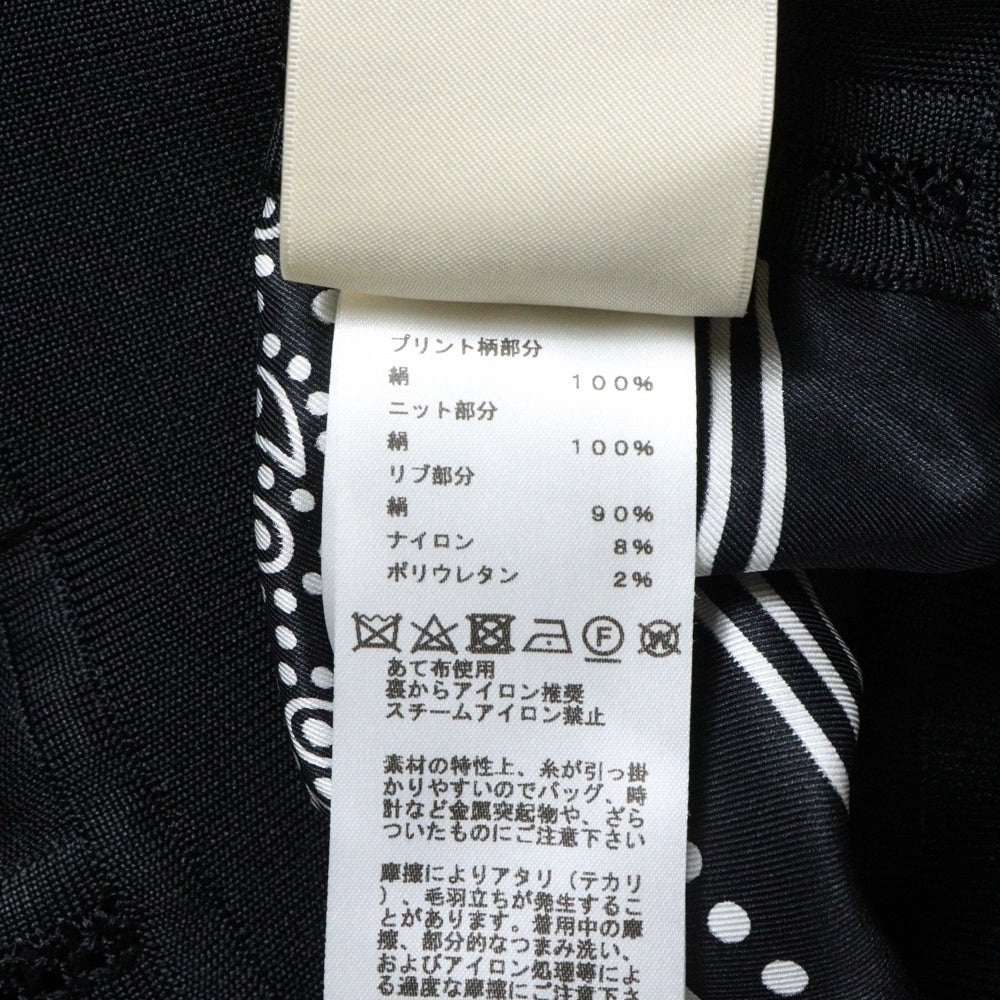 プリント柄部分
絹 100%
ニット部分
絹 100%
リブ部分
絹 90%
ナイロン 8%
ポリウレタン 2%
F W
あて布使用
裏からアイロン推奨
スチームアイロン禁止
素材の特性上、糸が引っ掛
かりやすいのでバッグ、時
計など金属突起物や、ざら
ついたものにご注意下さい
摩擦によりアタリ（テカリ
）、毛羽立ちが発生するこ
とがあります。着用中の摩
擦、部分的なつまみ洗い、
およびアイロン処理等によ
る過度な摩擦にご注意下さ